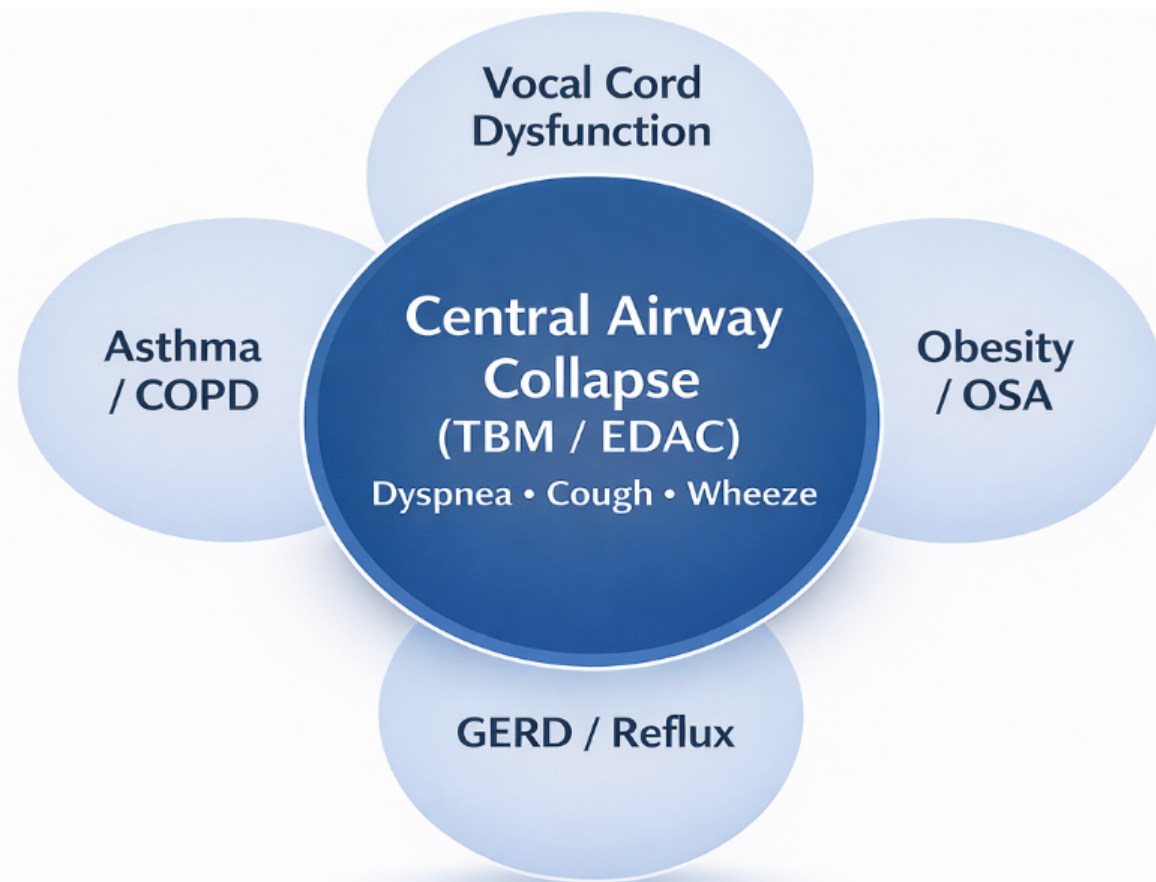 Vocal Cord
Dysfunction
Asthma
/ COPD
Central Airway
Collapse
(TBM / EDAC)
Dyspnea • Cough • Wheeze
Obesity
/ OSA
GERD / Reflux